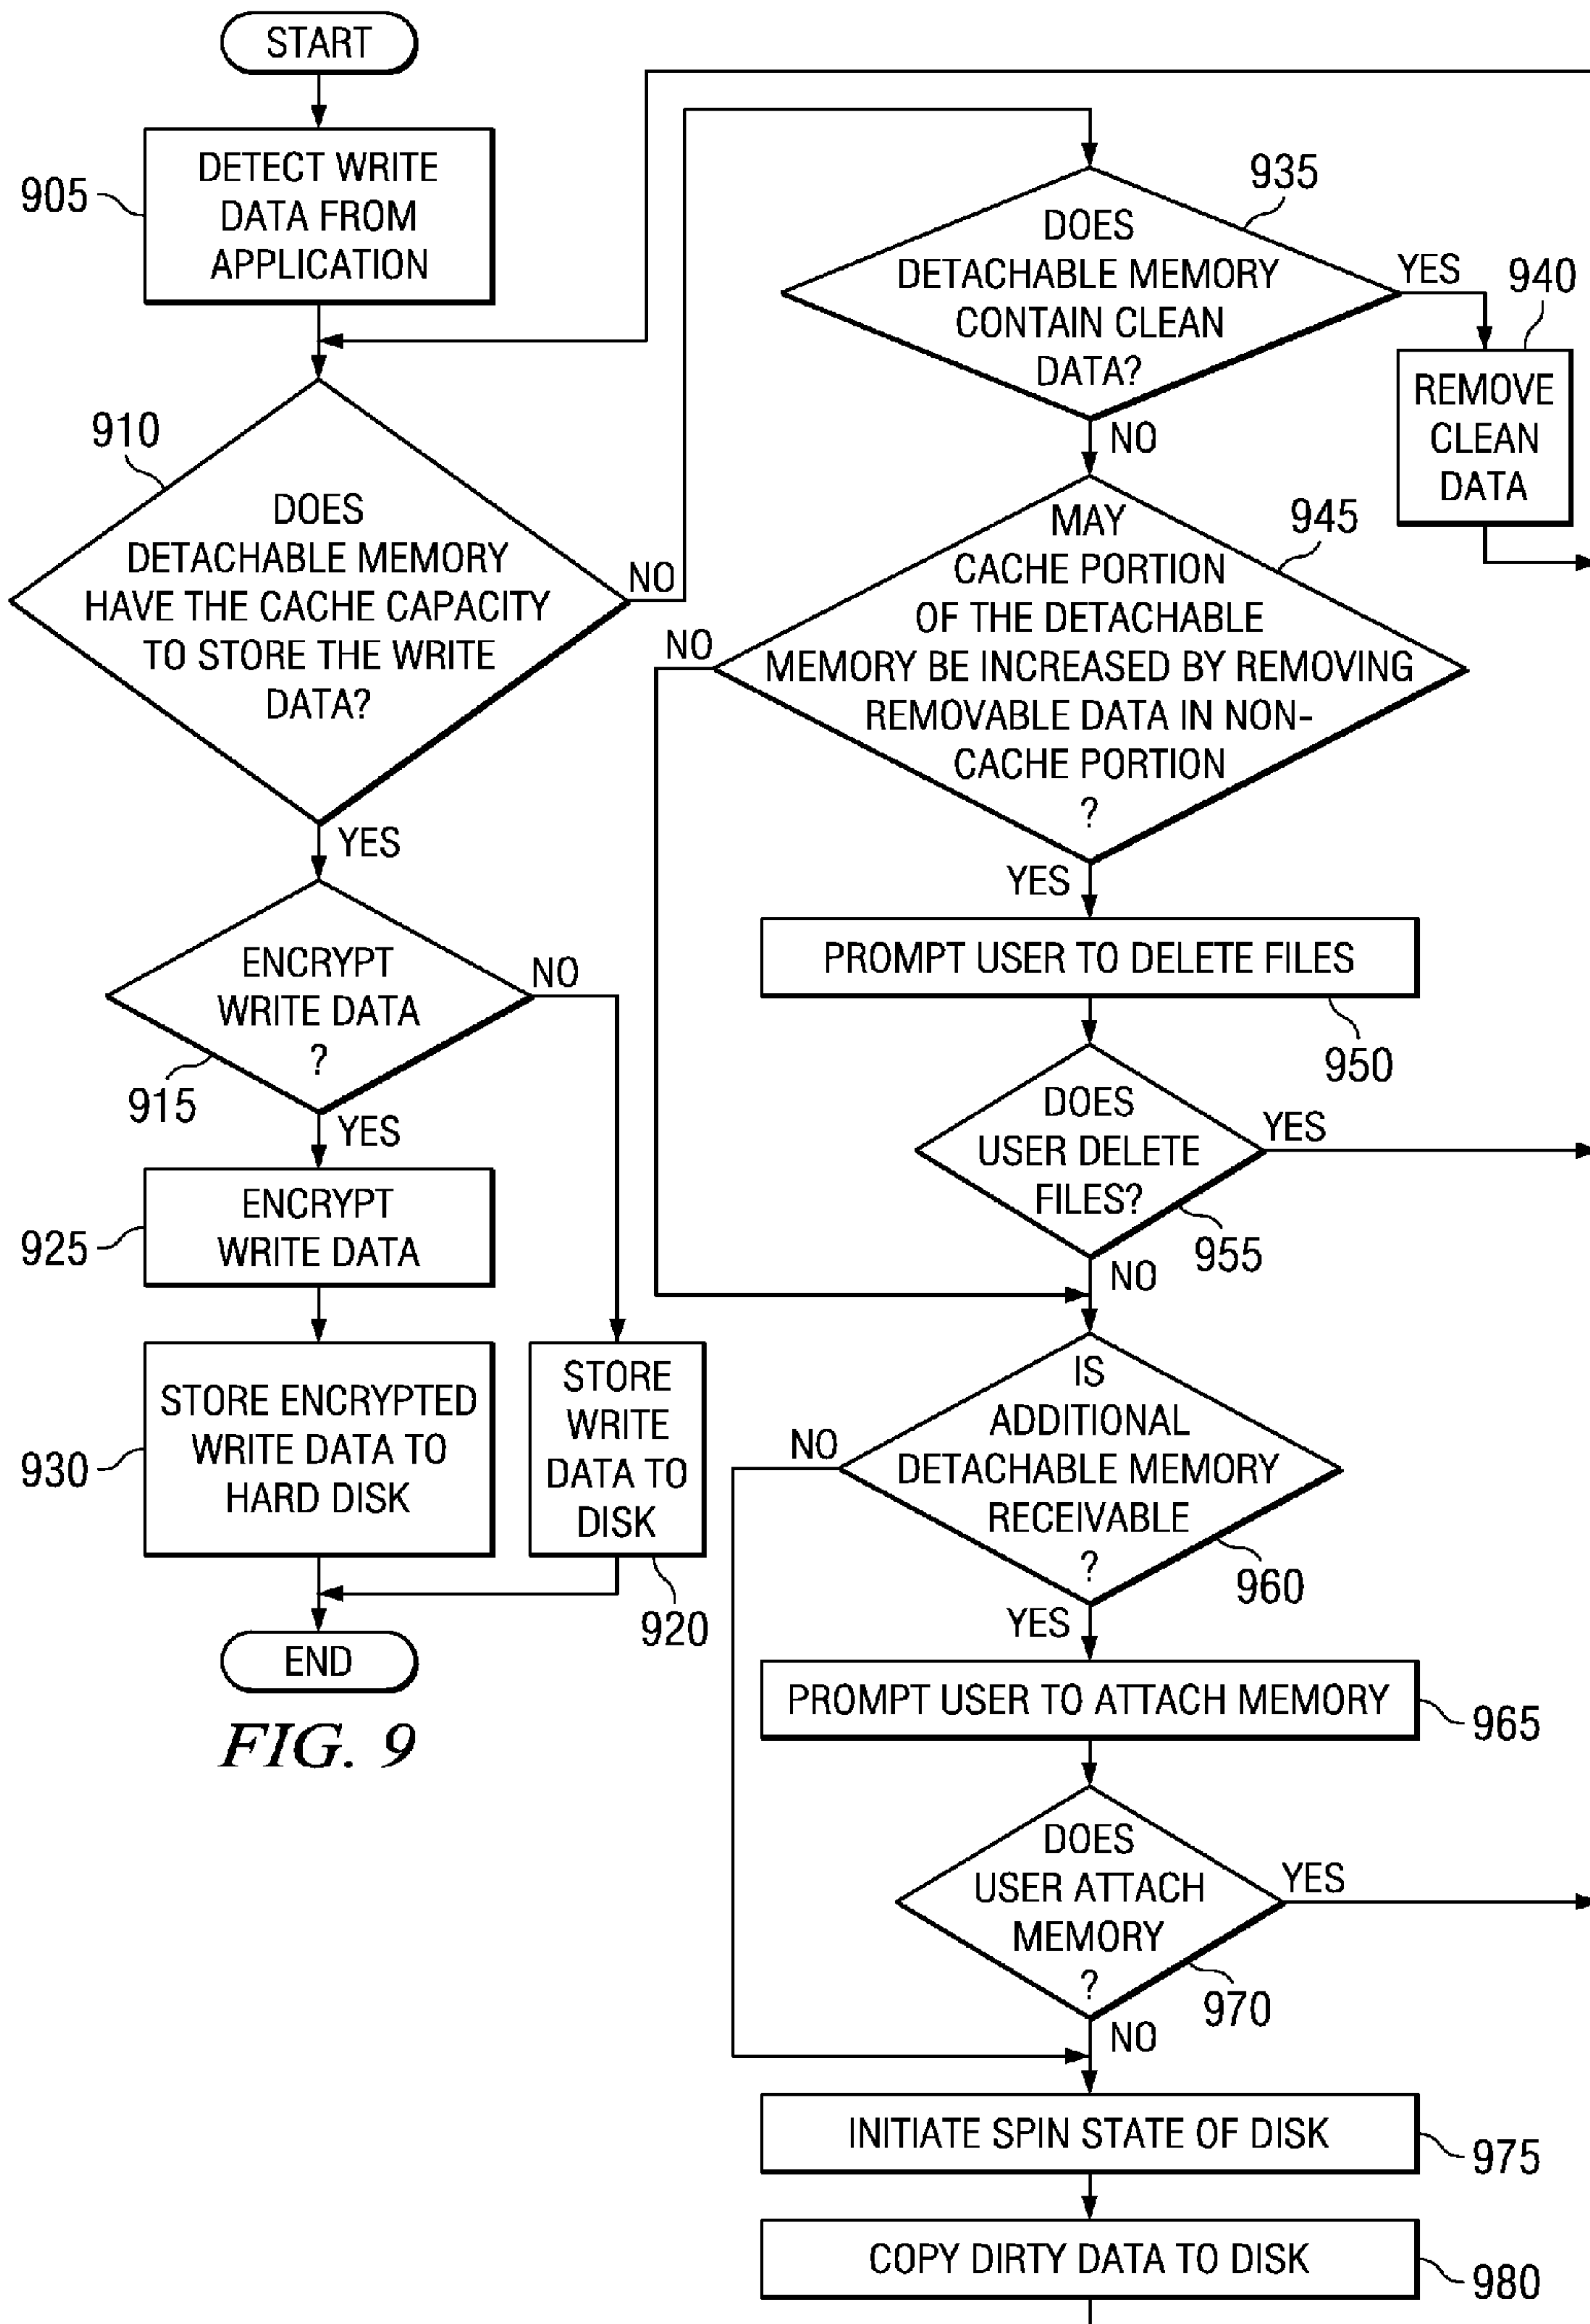 START
905
DETECT WRITE
DATA FROM
APPLICATION
910
DOES
DETACHABLE MEMORY
HAVE THE CACHE CAPACITY
TO STORE THE WRITE
DATA?
NO
YES
ENCRYPT
WRITE DATA
?
NO
915
YES
925
ENCRYPT
WRITE DATA
930
STORE ENCRYPTED
WRITE DATA TO
HARD DISK
STORE
WRITE
DATA TO
DISK
920
END
FIG. 9
935
DOES
DETACHABLE MEMORY
CONTAIN CLEAN
DATA?
YES
940
REMOVE
CLEAN
DATA
NO
945
MAY
CACHE PORTION
OF THE DETACHABLE
MEMORY BE INCREASED BY REMOVING
REMOVABLE DATA IN NON-
CACHE PORTION
?
NO
YES
PROMPT USER TO DELETE FILES
950
DOES
USER DELETE
FILES?
YES
955
NO
IS
ADDITIONAL
DETACHABLE MEMORY
RECEIVABLE
?
NO
960
YES
PROMPT USER TO ATTACH MEMORY
965
DOES
USER ATTACH
MEMORY
?
YES
970
NO
INITIATE SPIN STATE OF DISK
975
COPY DIRTY DATA TO DISK
980